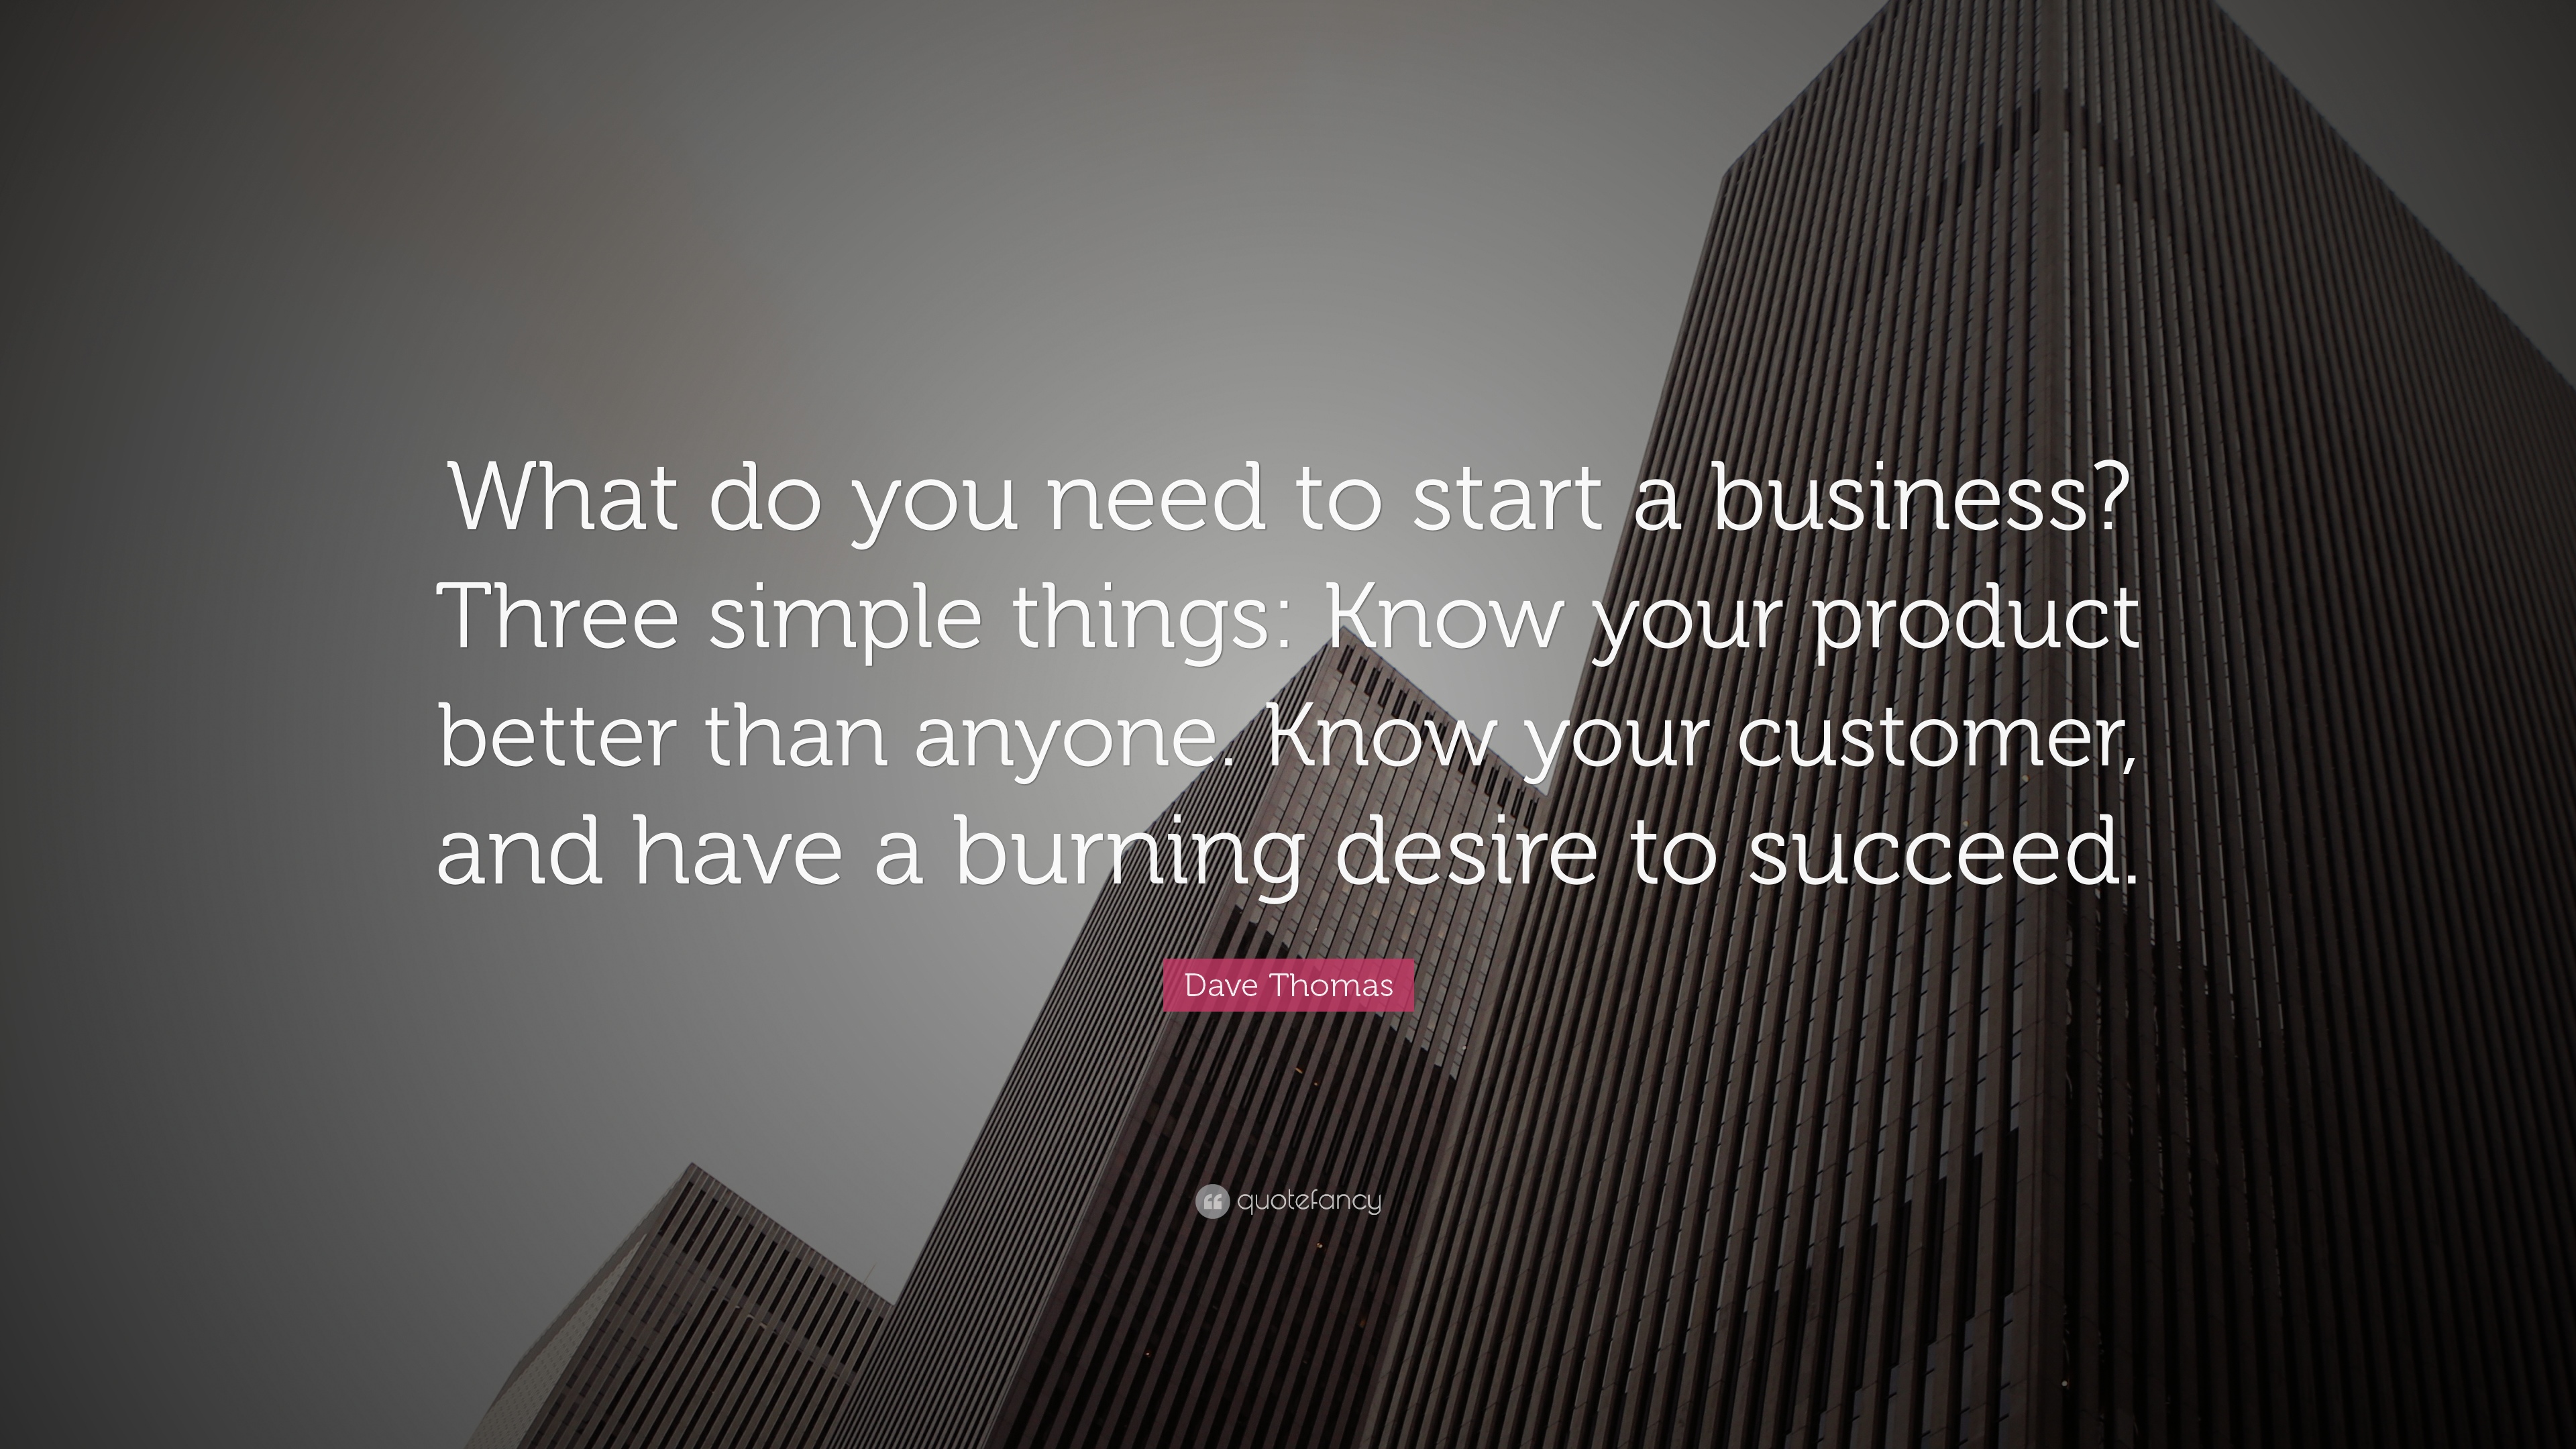 What do you need to start a business?
Three simple things: Know your product
better than anyone. Know your customer,
and have a burning desire to succeed.
Dave Thomas
quotefancy